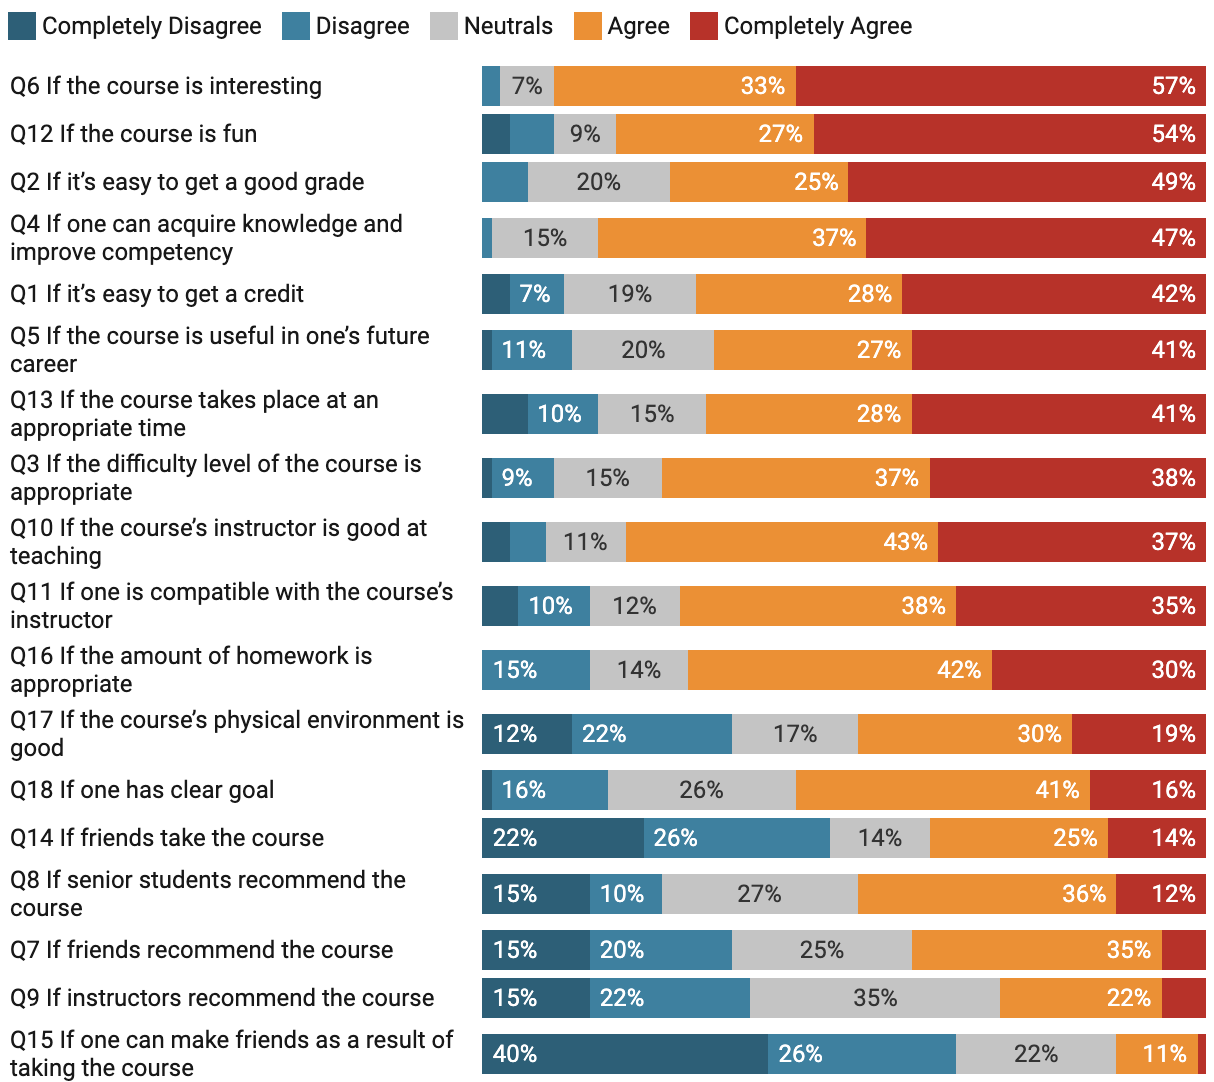 Completely Disagree Disagree Neutrals Agree Completely Agree
Q6 If the course is interesting 7% 33% 57%
Q12 If the course is fun 9% 27% 54%
Q2 If it’s easy to get a good grade 20% 25% 49%
Q4 If one can acquire knowledge and
improve competency 15% 37% 47%
Q1 If it’s easy to get a credit 7% 19% 28% 42%
Q5 If the course is useful in one’s future
career 11% 20% 27% 41%
Q13 If the course takes place at an
appropriate time 10% 15% 28% 41%
Q3 If the difficulty level of the course is
appropriate 9% 15% 37% 38%
Q10 If the course’s instructor is good at
teaching 11% 43% 37%
Q11 If one is compatible with the course’s
instructor 10% 12% 38% 35%
Q16 If the amount of homework is
appropriate 15% 14% 42% 30%
Q17 If the course’s physical environment is
good 12% 22% 17% 30% 19%
Q18 If one has clear goal 16% 26% 41% 16%
Q14 If friends take the course 22% 26% 14% 25% 14%
Q8 If senior students recommend the
course 15% 10% 27% 36% 12%
Q7 If friends recommend the course 15% 20% 25% 35%
Q9 If instructors recommend the course 15% 22% 35% 22%
Q15 If one can make friends as a result of
taking the course 40% 26% 22% 11%